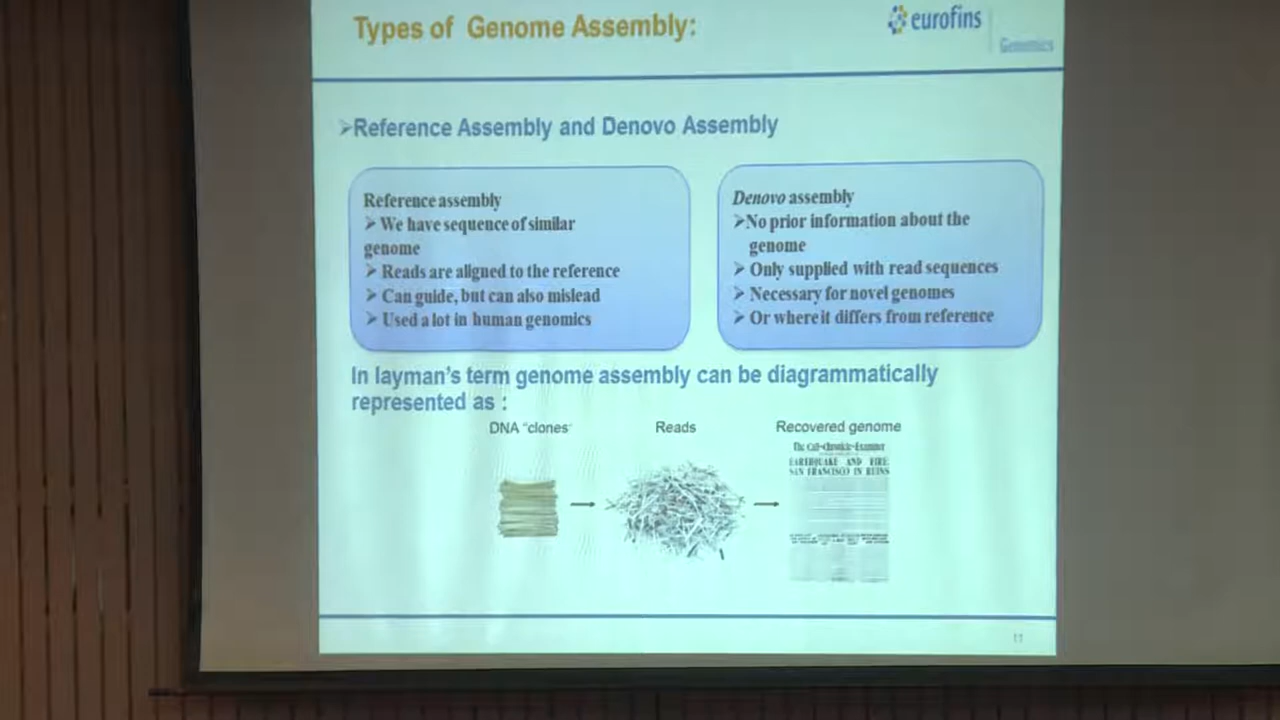 Types of Genome Assembly:
eurofins
Genomics
➢Reference Assembly and Denovo Assembly
Reference assembly
➢ We have sequence of similar
genome
➢ Reads are aligned to the reference
➢ Can guide, but can also mislead
➢ Used a lot in human genomics
Denovo assembly
➢No prior information about the
genome
➢ Only supplied with read sequences
➢ Necessary for novel genomes
➢ Or where it differs from reference
In layman's term genome assembly can be diagrammatically
represented as :
DNA "clones"
Reads
Recovered genome
The Call-Chronicle-Examiner
EARTHQUAKE AND FIRE:
SAN FRANCISCO IN RUINS
11